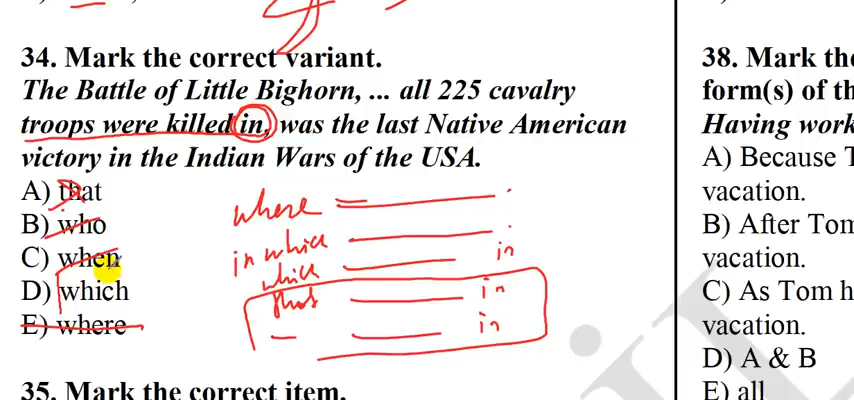 34. Mark the correct variant.
The Battle of Little Bighorn, ... all 225 cavalry
troops were killed in, was the last Native American
victory in the Indian Wars of the USA.
A) that
B) who
C) when
D) which
E) where
where
in which
which in
that in
in
35. Mark the correct item.
38. Mark the
form(s) of th
Having work
A) Because T
vacation.
B) After Tom
vacation.
C) As Tom h
vacation.
D) A & B
E) all